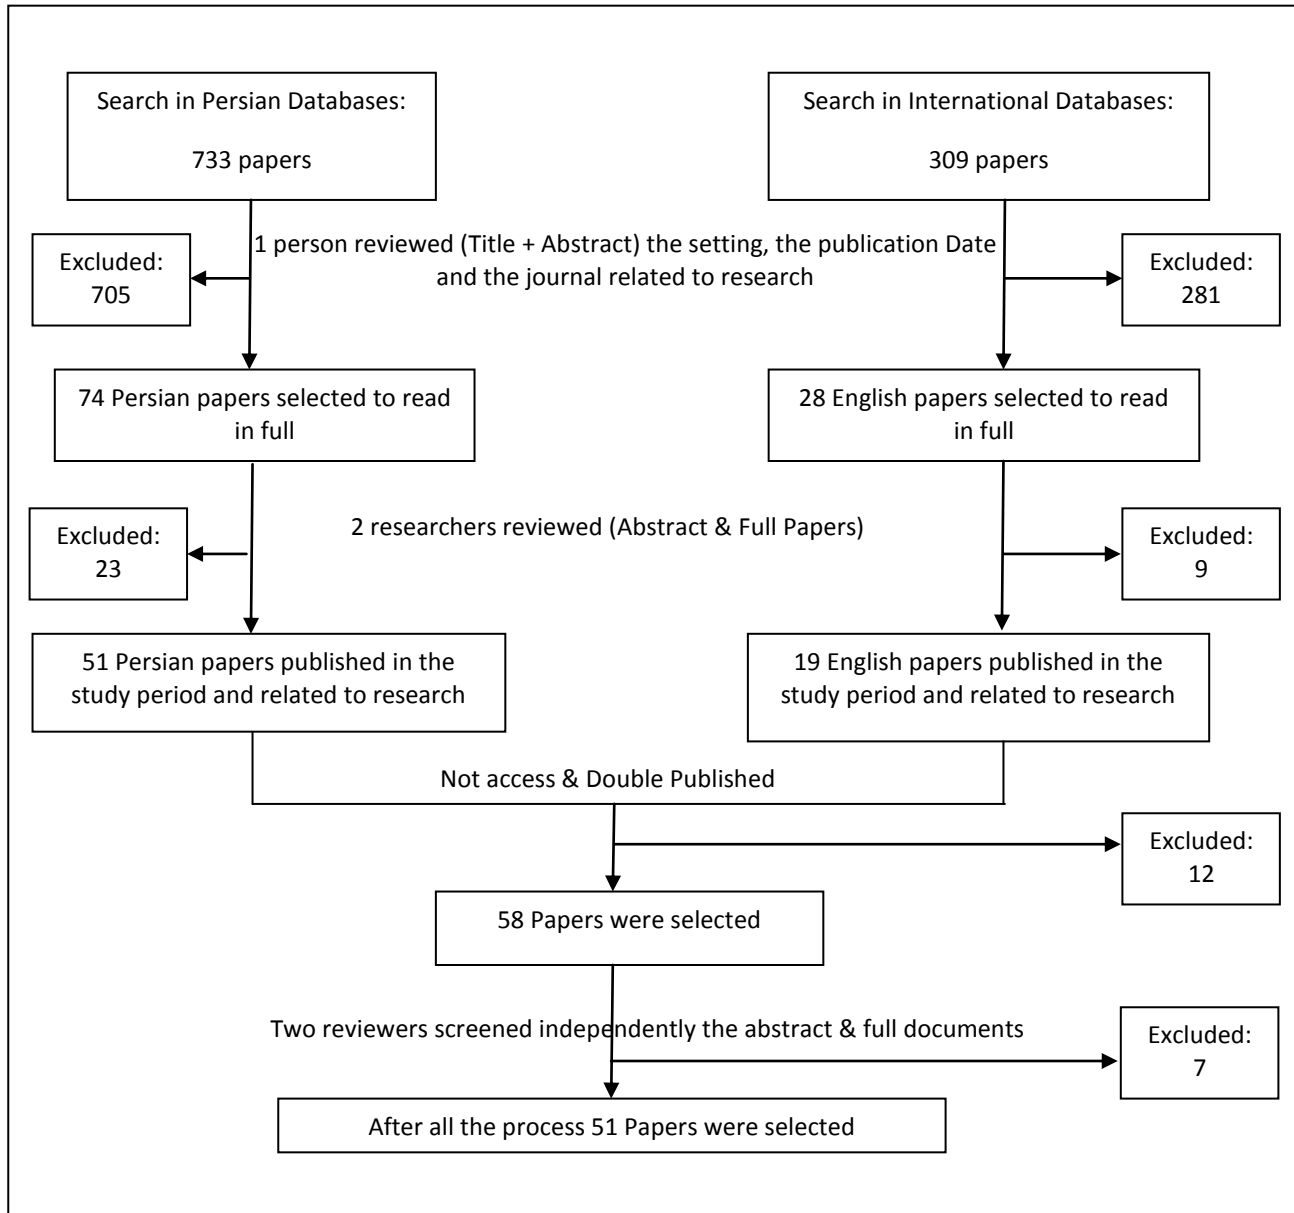 Search in Persian Databases:
733 papers
Search in International Databases:
309 papers
1 person reviewed (Title + Abstract) the setting, the publication Date
and the journal related to research
Excluded:
705
Excluded:
281
74 Persian papers selected to read
in full
28 English papers selected to read
in full
2 researchers reviewed (Abstract & Full Papers)
Excluded:
23
Excluded:
9
51 Persian papers published in the
study period and related to research
19 English papers published in the
study period and related to research
Not access & Double Published
Excluded:
12
58 Papers were selected
Two reviewers screened independently the abstract & full documents
Excluded:
7
After all the process 51 Papers were selected